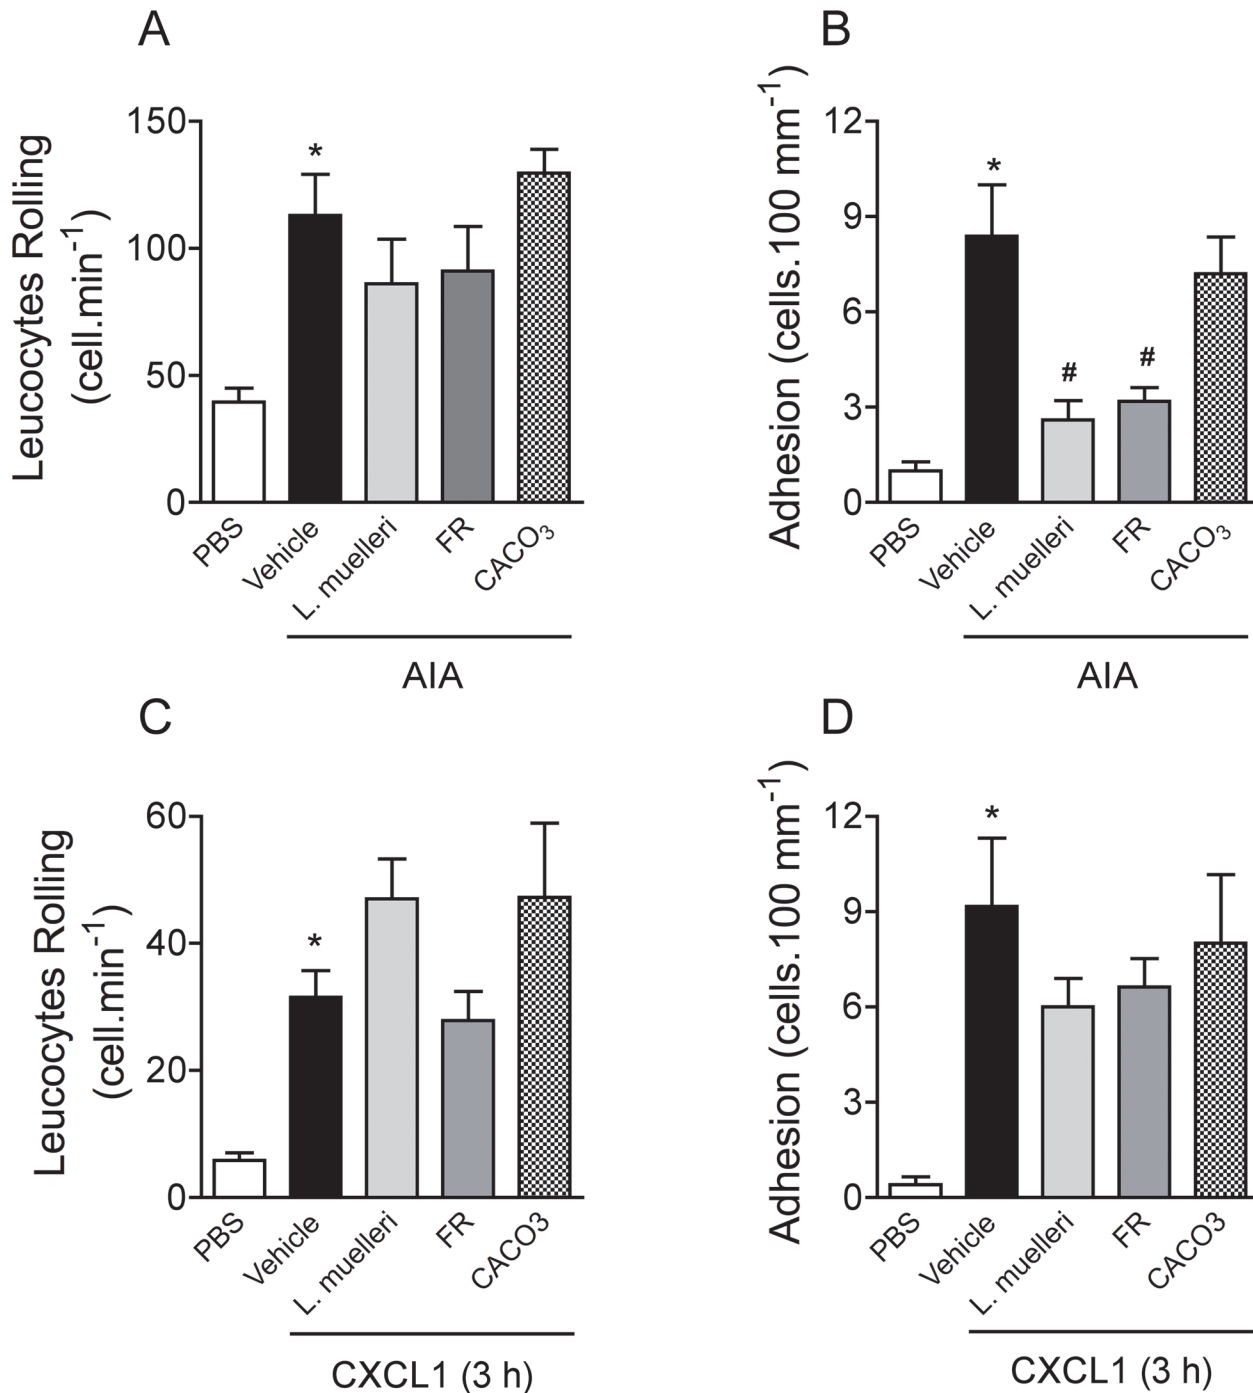 A
Leucocytes Rolling
(cell.min⁻¹)
150
100
50
0
*
PBS
Vehicle
L. muelleri
FR
CACO₃
AIA
B
Adhesion (cells.100 mm⁻¹)
12
9
6
3
0
*
#
#
PBS
Vehicle
L. muelleri
FR
CACO₃
AIA
C
Leucocytes Rolling
(cell.min⁻¹)
60
40
20
0
*
PBS
Vehicle
L. muelleri
FR
CACO3
CXCL1 (3 h)
D
Adhesion (cells.100 mm⁻¹)
12
9
6
3
0
*
PBS
Vehicle
L. muelleri
FR
CACO3
CXCL1 (3 h)